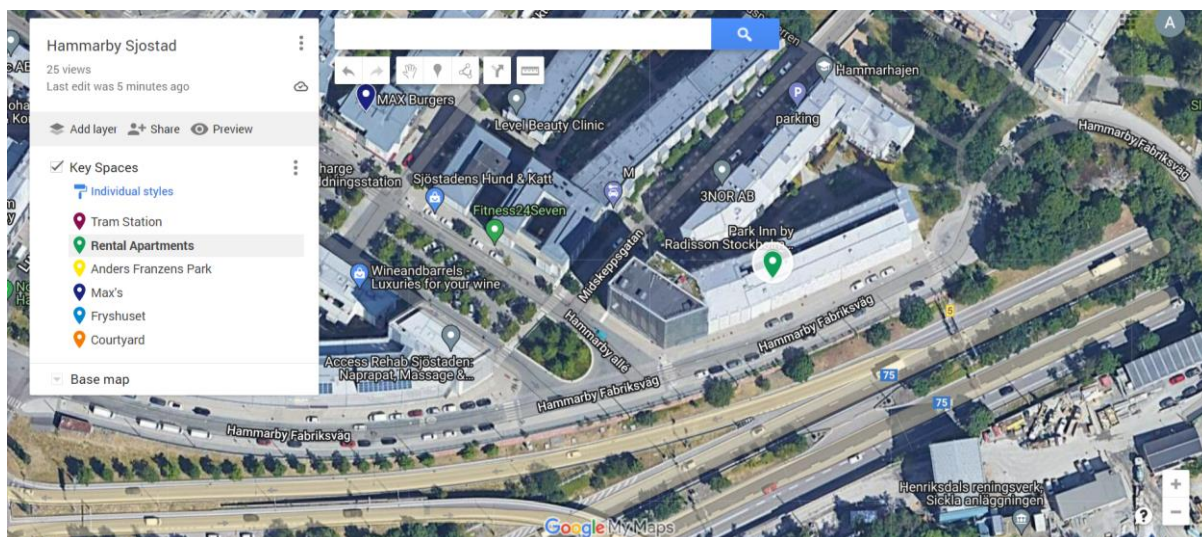 Hammarby Sjostad
25 views
Last edit was 5 minutes ago
Add layer
Share
Preview
Key Spaces
Individual styles
Tram Station
Rental Apartments
Anders Franzens Park
Max's
Fryshuset
Courtyard
Base map
A
MAX Burgers
Level Beauty Clinic
Hammarhajen
parking
Hammarby Fabriksväg
harge
ddningsstation
Sjöstadens Hund & Katt
M
3NOR AB
Fitness24Seven
Park Inn by
Radisson Stockholm
Midskeppsgatan
Wineandbarrels -
Luxuries for your wine
Hammarby allé
Hammarby Fabriksväg
5
Access Rehab Sjöstaden:
Naprapat, Massage &...
75
Hammarby Fabriksväg
75
Hammarby Fabriksväg
Henriksdals reningsverk,
Sickla anläggningen
Google My Maps
+
?
−